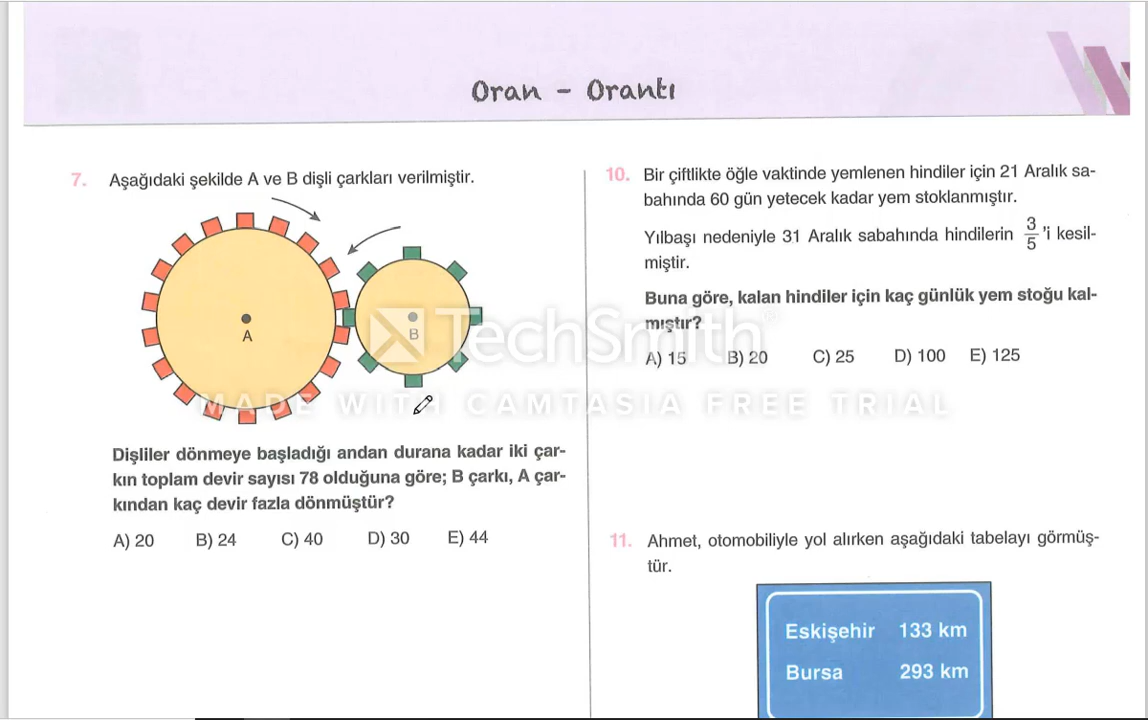 Oran - Orantı
7. Aşağıdaki şekilde A ve B dişli çarkları verilmiştir.
A
B
Dişliler dönmeye başladığı andan durana kadar iki çar-
kın toplam devir sayısı 78 olduğuna göre; B çarkı, A çar-
kından kaç devir fazla dönmüştür?
A) 20 B) 24 C) 40 D) 30 E) 44
10. Bir çiftlikte öğle vaktinde yemlenen hindiler için 21 Aralık sa-
bahında 60 gün yetecek kadar yem stoklanmıştır.
Yılbaşı nedeniyle 31 Aralık sabahında hindilerin 3/5 'i kesil-
miştir.
Buna göre, kalan hindiler için kaç günlük yem stoğu kal-
mıştır?
A) 15 B) 20 C) 25 D) 100 E) 125
11. Ahmet, otomobiliyle yol alırken aşağıdaki tabelayı görmüş-
tür.
Eskişehir 133 km
Bursa 293 km
TechSmith®
MADE WITH CAMTASIA FREE TRIAL